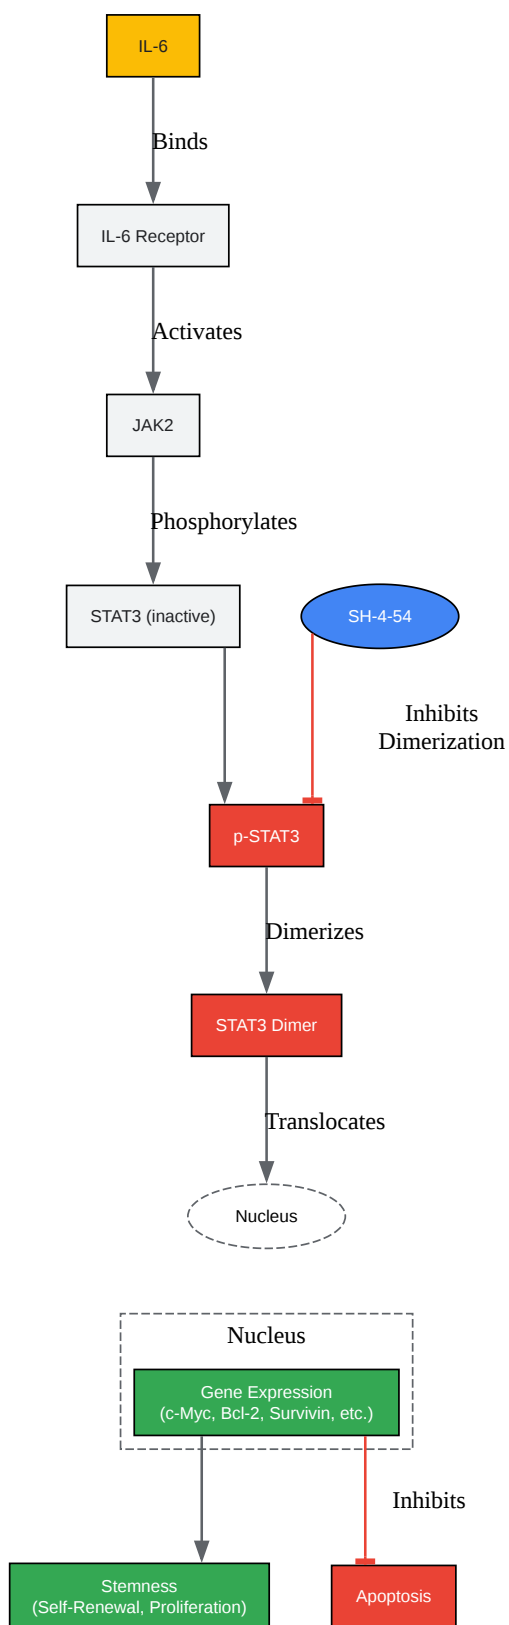 IL-6
Binds
IL-6 Receptor
Activates
JAK2
Phosphorylates
STAT3 (inactive)
SH-4-54
Inhibits
Dimerization
p-STAT3
Dimerizes
STAT3 Dimer
Translocates
Nucleus
Nucleus
Gene Expression
(c-Myc, Bcl-2, Survivin, etc.)
Inhibits
Stemness
(Self-Renewal, Proliferation)
Apoptosis